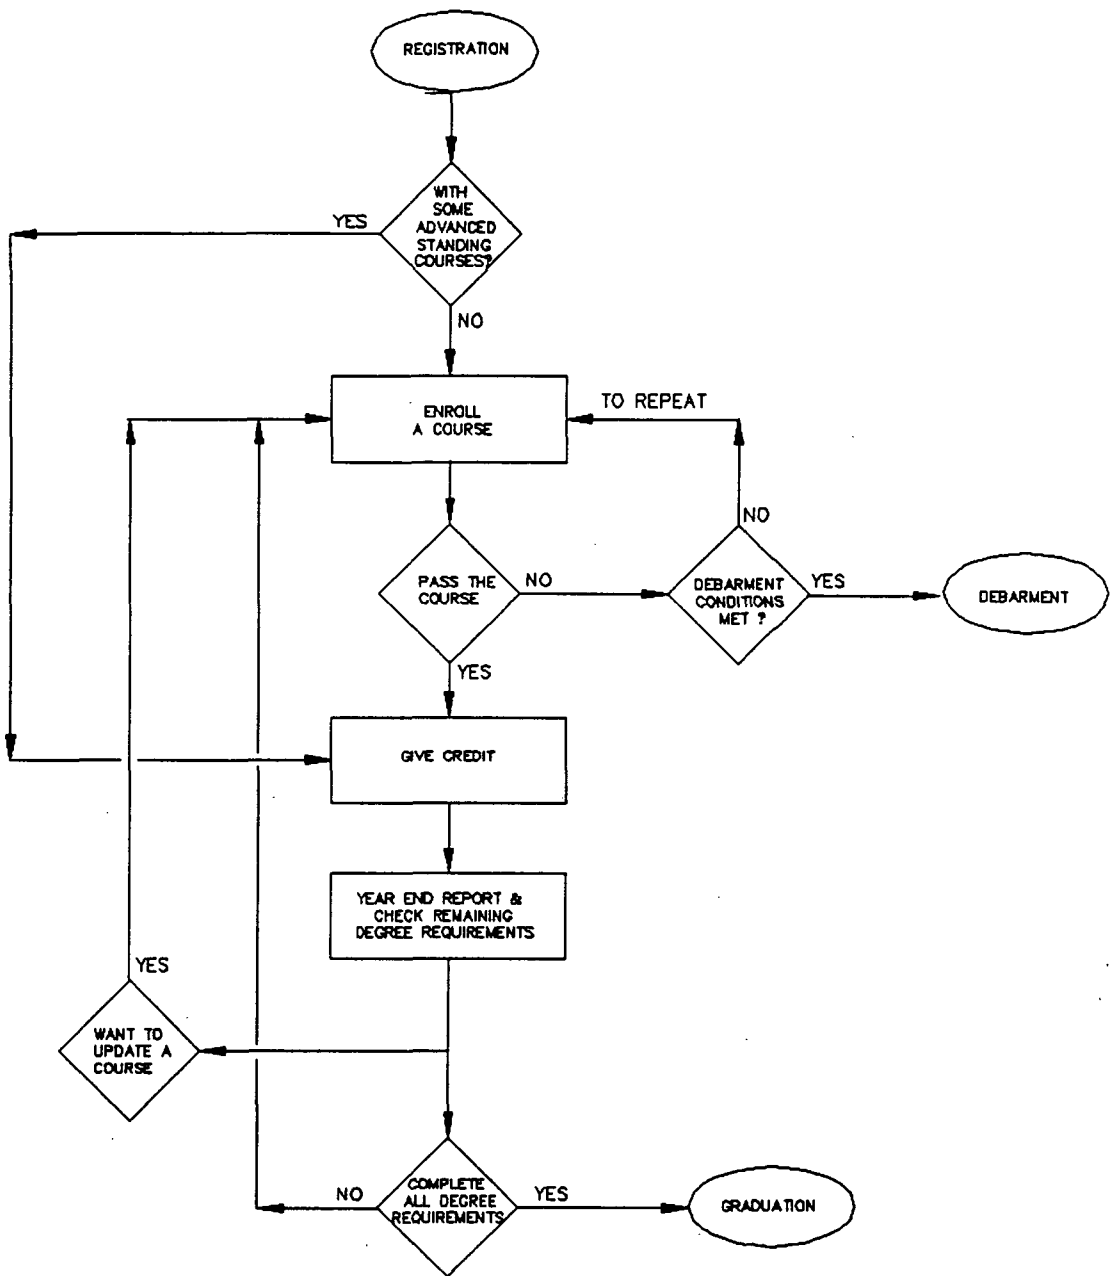 REGISTRATION
WITH
SOME
ADVANCED
STANDING
COURSES?
YES
NO
ENROLL
A COURSE
TO REPEAT
NO
PASS THE
COURSE
NO
DEBARMENT
CONDITIONS
MET ?
YES
DEBARMENT
YES
GIVE CREDIT
YEAR END REPORT &
CHECK REMAINING
DEGREE REQUIREMENTS
YES
WANT TO
UPDATE A
COURSE
NO
COMPLETE
ALL DEGREE
REQUIREMENTS
YES
GRADUATION